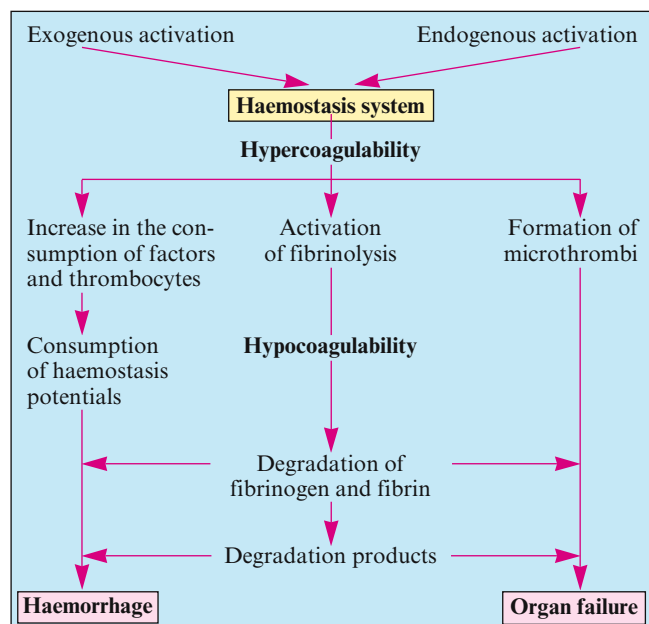 Exogenous activation
Endogenous activation
Haemostasis system
Hypercoagulability
Increase in the con-
sumption of factors
and thrombocytes
Activation
of fibrinolysis
Formation of
microthrombi
Consumption
of haemostasis
potentials
Hypocoagulability
Degradation of
fibrinogen and fibrin
Degradation products
Haemorrhage
Organ failure